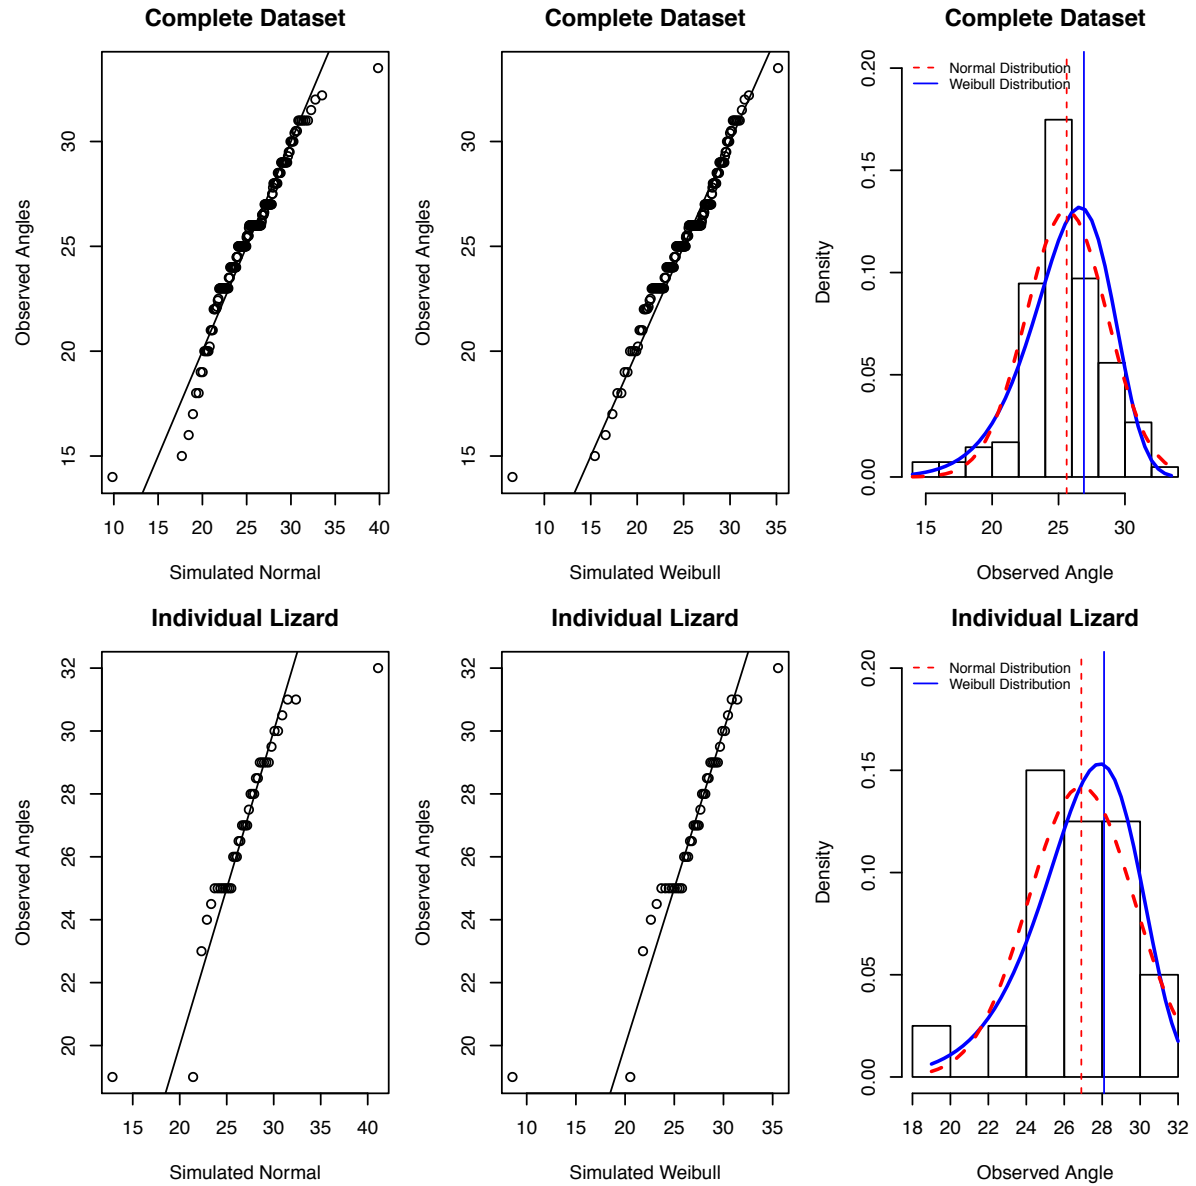 Complete Dataset
Observed Angles
30
25
20
15
10 15 20 25 30 35 40
Simulated Normal
Complete Dataset
Observed Angles
30
25
20
15
10 15 20 25 30 35
Simulated Weibull
Complete Dataset
Normal Distribution
Weibull Distribution
Density
0.20
0.15
0.10
0.05
0.00
15 20 25 30
Observed Angle
Individual Lizard
Observed Angles
32
30
28
26
24
22
20
15 20 25 30 35 40
Simulated Normal
Individual Lizard
Observed Angles
32
30
28
26
24
22
20
10 15 20 25 30 35
Simulated Weibull
Individual Lizard
Normal Distribution
Weibull Distribution
Density
0.20
0.15
0.10
0.05
0.00
18 20 22 24 26 28 30 32
Observed Angle